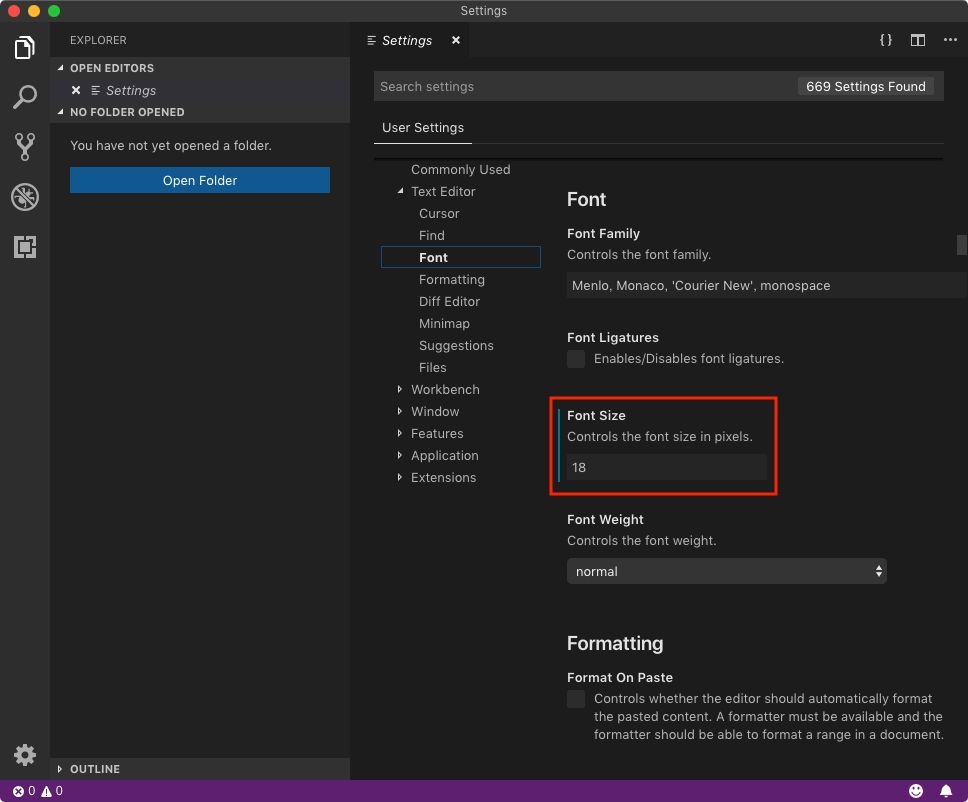 Settings
EXPLORER
OPEN EDITORS
Settings
NO FOLDER OPENED
You have not yet opened a folder.
Open Folder
OUTLINE
Settings
Search settings
669 Settings Found
User Settings
Commonly Used
Text Editor
Cursor
Find
Font
Formatting
Diff Editor
Minimap
Suggestions
Files
Workbench
Window
Features
Application
Extensions
Font
Font Family
Controls the font family.
Menlo, Monaco, 'Courier New', monospace
Font Ligatures
Enables/Disables font ligatures.
Font Size
Controls the font size in pixels.
18
Font Weight
Controls the font weight.
normal
Formatting
Format On Paste
Controls whether the editor should automatically format
the pasted content. A formatter must be available and the
formatter should be able to format a range in a document.
0 0